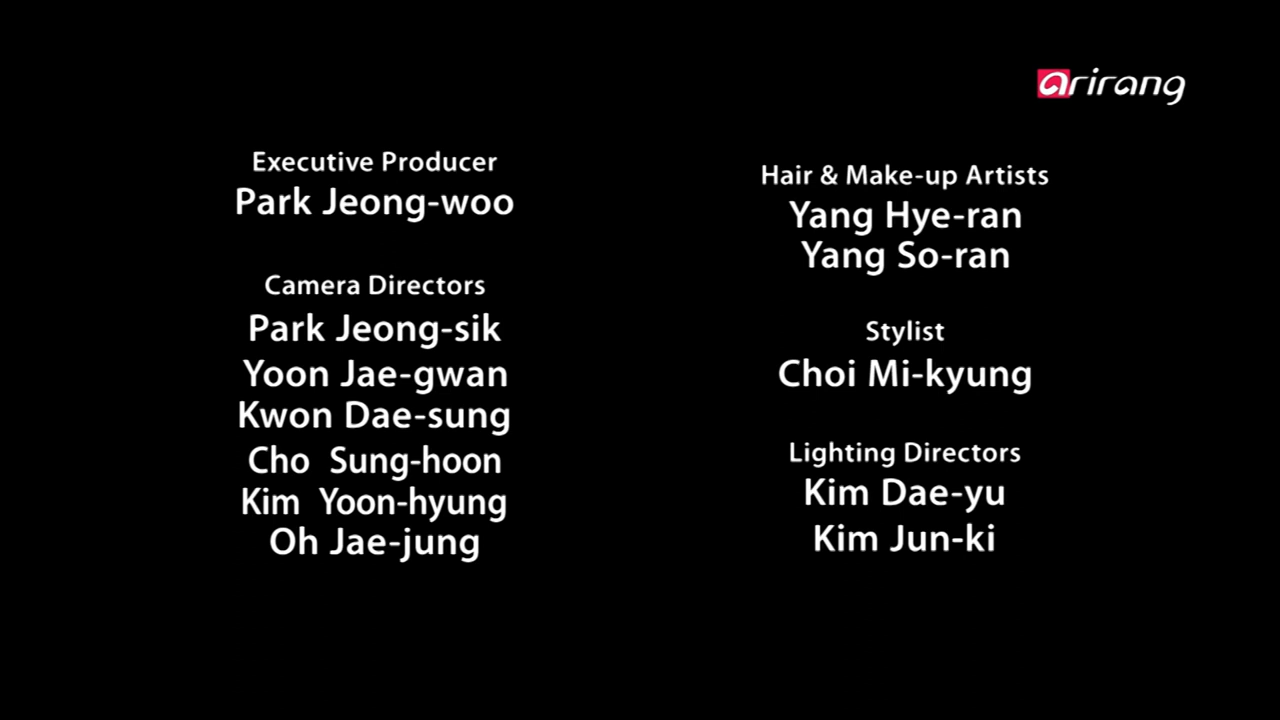 arirang
Executive Producer
Park Jeong-woo
Camera Directors
Park Jeong-sik
Yoon Jae-gwan
Kwon Dae-sung
Cho Sung-hoon
Kim Yoon-hyung
Oh Jae-jung
Hair & Make-up Artists
Yang Hye-ran
Yang So-ran
Stylist
Choi Mi-kyung
Lighting Directors
Kim Dae-yu
Kim Jun-ki